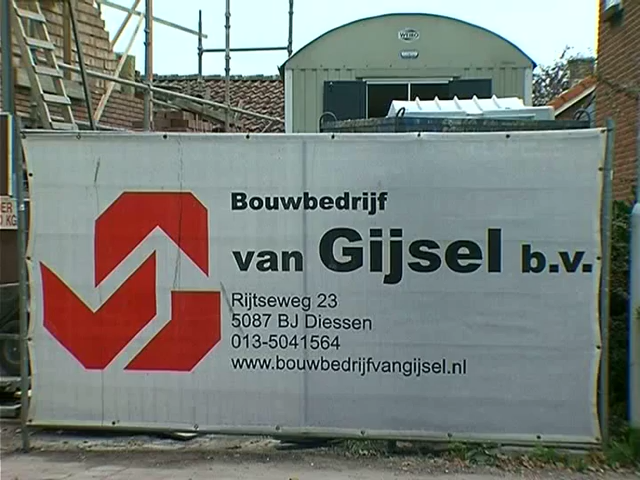 Bouwbedrijf
van Gijsel b.v.
Rijtseweg 23
5087 BJ Diessen
013-5041564
www.bouwbedrijfvangijsel.nl